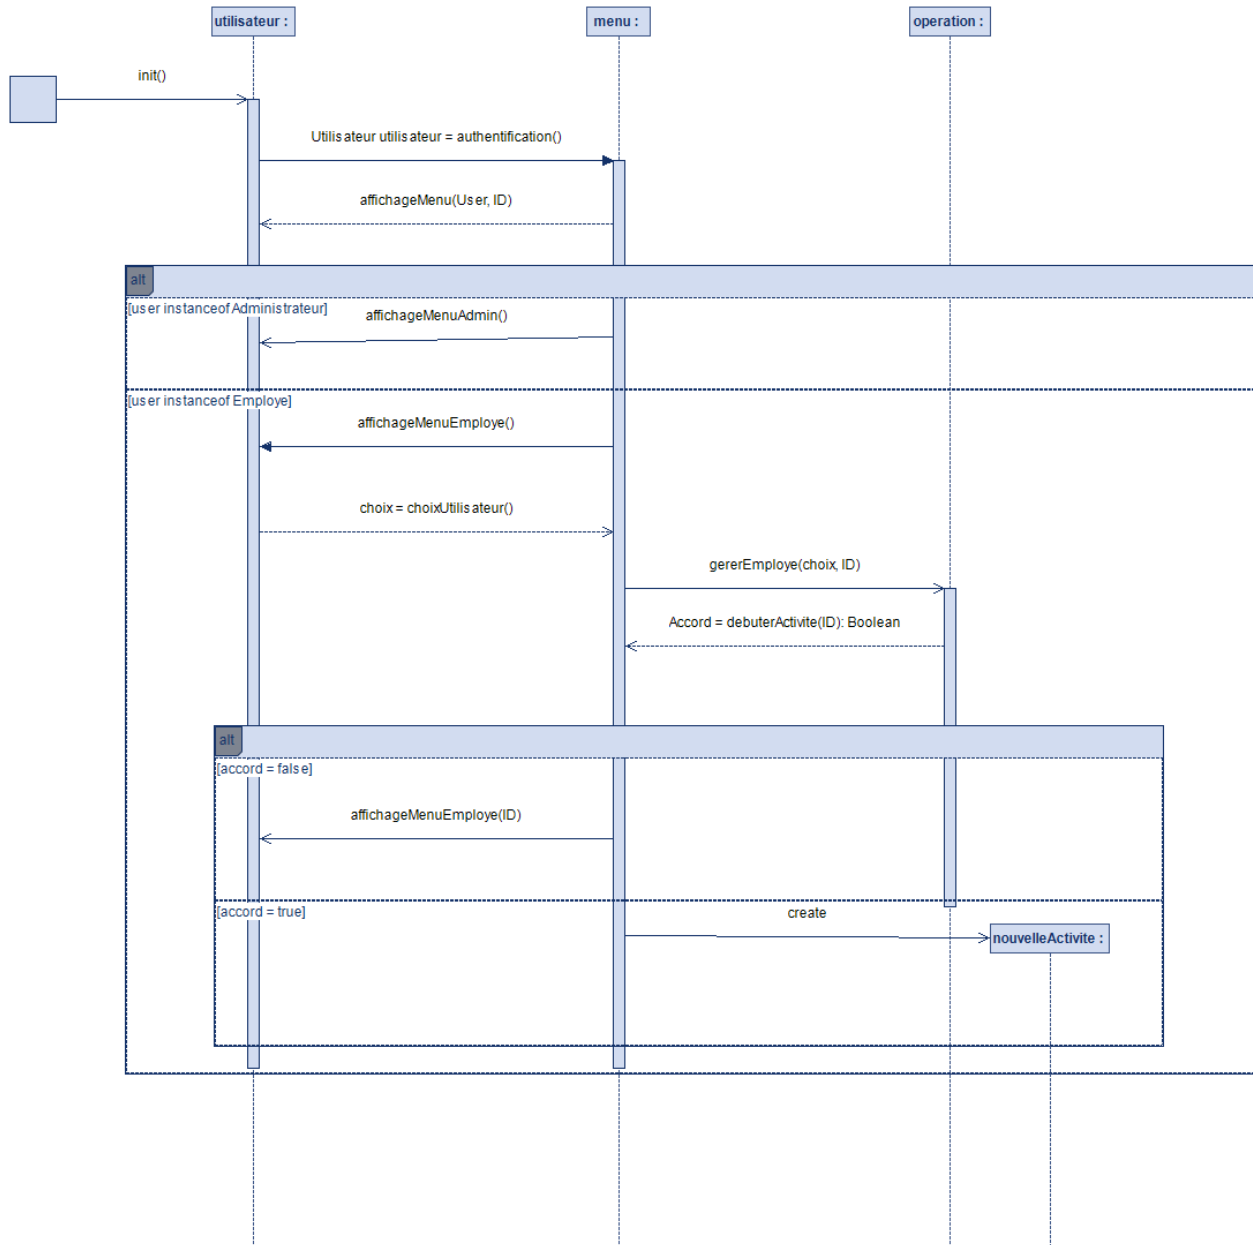 utilisateur :
menu :
operation :
init()
Utilisateur utilisateur = authentification()
affichageMenu(User, ID)
alt
[user instanceof Administrateur]
affichageMenuAdmin()
[user instanceof Employe]
affichageMenuEmploye()
choix = choixUtilisateur()
gererEmploye(choix, ID)
Accord = debuterActivite(ID): Boolean
alt
[accord = false]
affichageMenuEmploye(ID)
[accord = true]
create
nouvelleActivite :